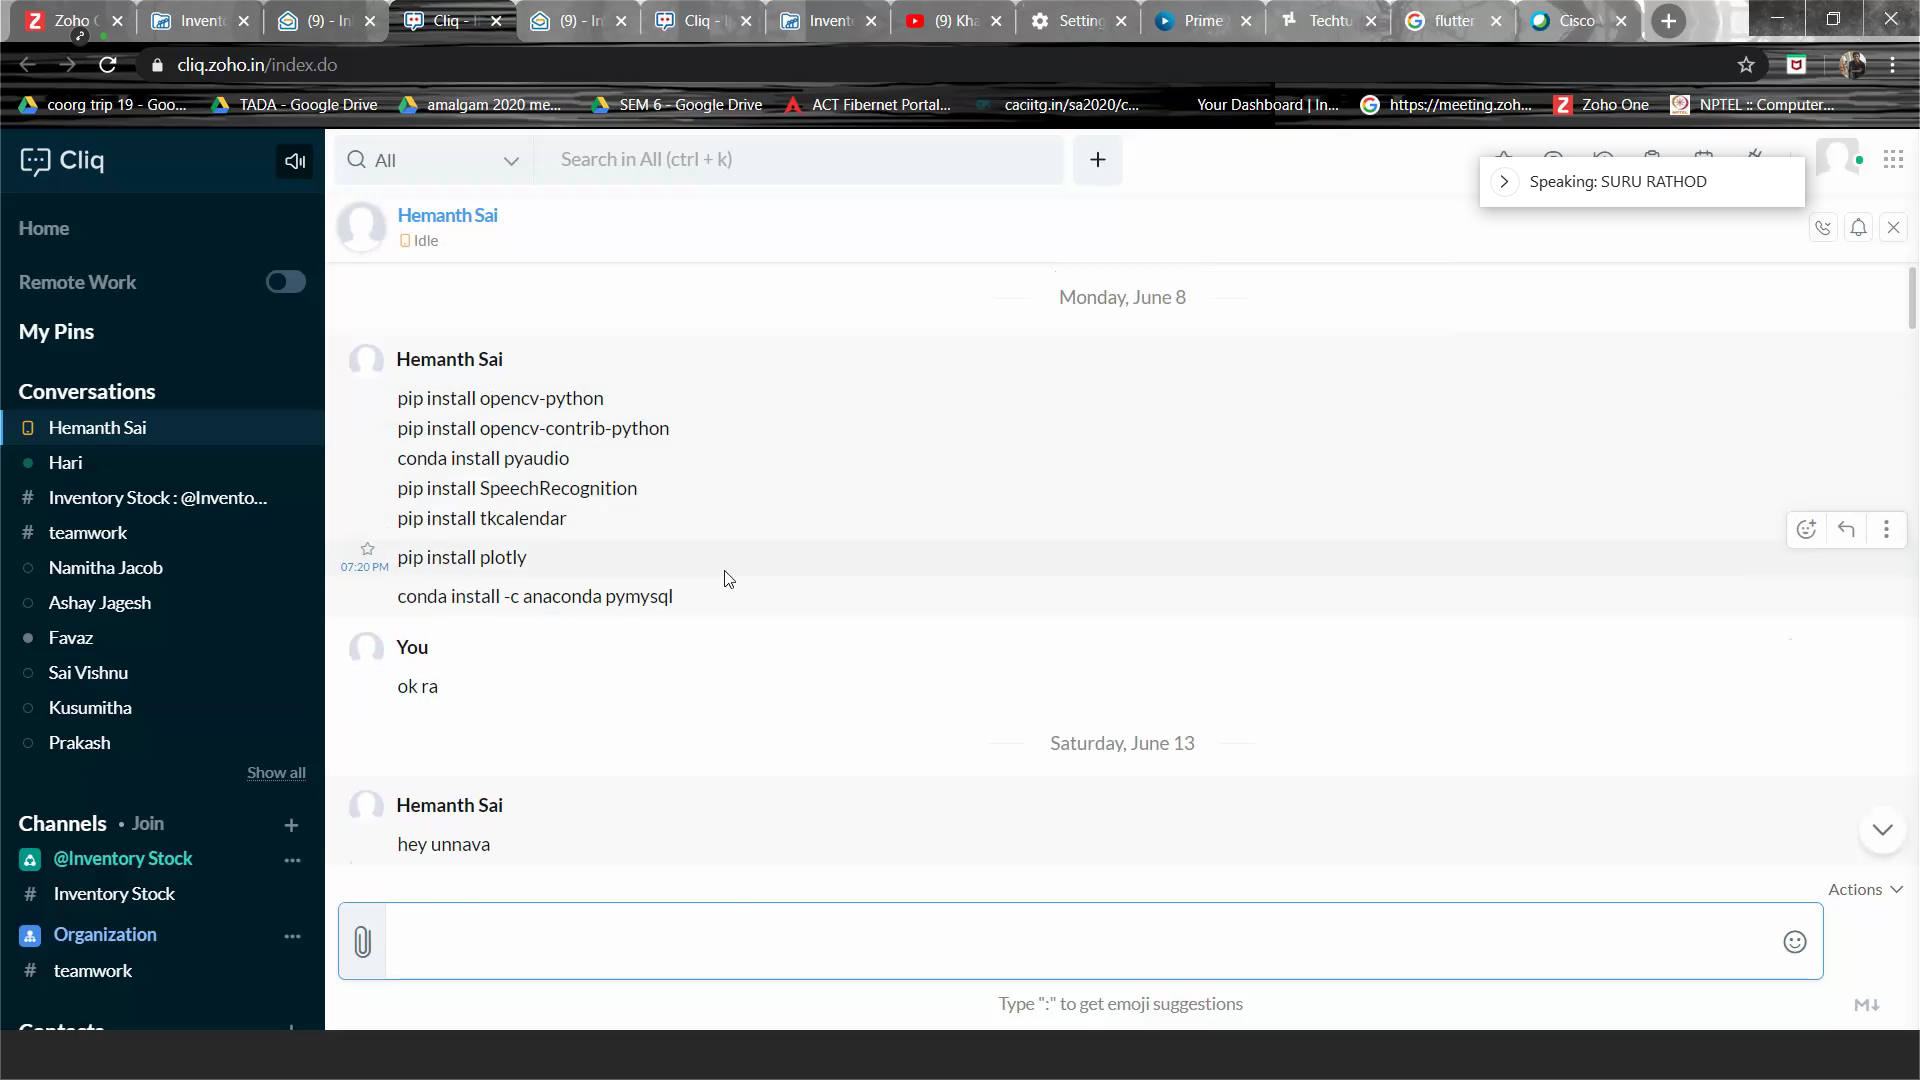 Zoho C
Invento
(9) - In
Cliq - I
(9) - In
Cliq -
Invent
(9) Kha
Setting
Prime
Techtu
flutter
Cisco
cliq.zoho.in/index.do
coorg trip 19 - Goo...
TADA - Google Drive
amalgam 2020 me...
SEM 6 - Google Drive
ACT Fibernet Portal...
caciitg.in/sa2020/c...
Your Dashboard | In...
https://meeting.zoh...
Zoho One
NPTEL :: Computer...
Cliq
All
Search in All (ctrl + k)
Speaking: SURU RATHOD
Home
Remote Work
My Pins
Conversations
Hemanth Sai
Hari
# Inventory Stock : @Invento...
# teamwork
Namitha Jacob
Ashay Jagesh
Favaz
Sai Vishnu
Kusumitha
Prakash
Show all
Channels • Join
@Inventory Stock
# Inventory Stock
Organization
# teamwork
Contacts
Hemanth Sai
Idle
Monday, June 8
Hemanth Sai
pip install opencv-python
pip install opencv-contrib-python
conda install pyaudio
pip install SpeechRecognition
pip install tkcalendar
07:20 PM
pip install plotly
conda install -c anaconda pymysql
You
ok ra
Saturday, June 13
Hemanth Sai
hey unnava
Actions
Type ":" to get emoji suggestions
M↓